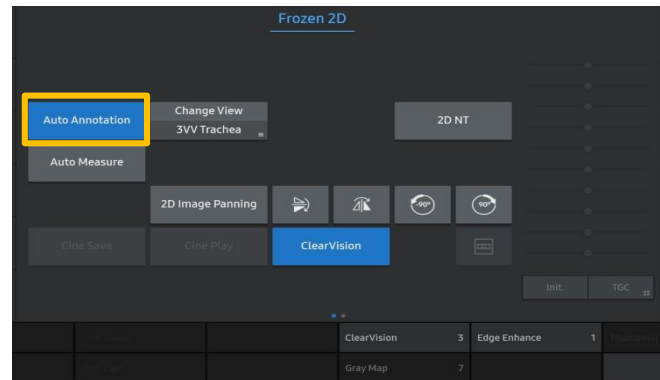 Frozen 2D
Auto Annotation
Change View
3VV Trachea
2D NT
Auto Measure
2D Image Panning
-90°
90°
Cine Save
Cine Play
ClearVision
Init.
TGC
ClearVision 3
Edge Enhance 1
Gray Map 7